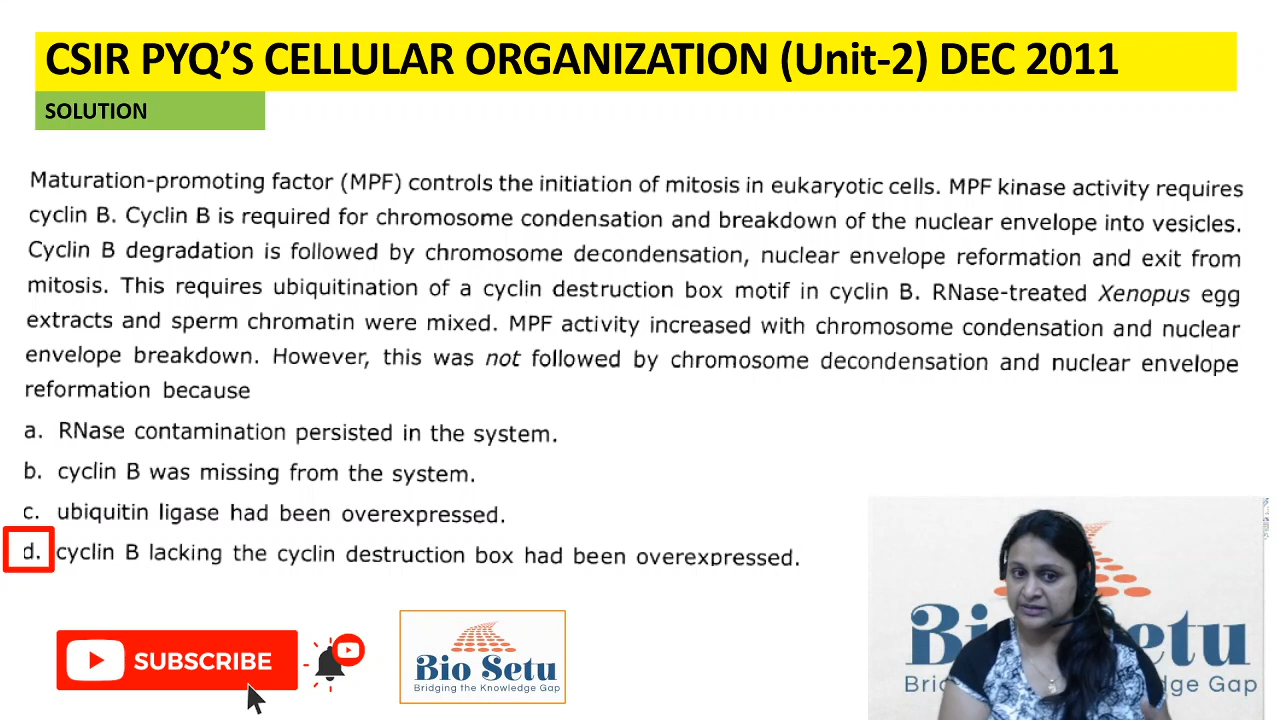 CSIR PYQ'S CELLULAR ORGANIZATION (Unit-2) DEC 2011
SOLUTION
Maturation-promoting factor (MPF) controls the initiation of mitosis in eukaryotic cells. MPF kinase activity requires
cyclin B. Cyclin B is required for chromosome condensation and breakdown of the nuclear envelope into vesicles.
Cyclin B degradation is followed by chromosome decondensation, nuclear envelope reformation and exit from
mitosis. This requires ubiquitination of a cyclin destruction box motif in cyclin B. RNase-treated Xenopus egg
extracts and sperm chromatin were mixed. MPF activity increased with chromosome condensation and nuclear
envelope breakdown. However, this was not followed by chromosome decondensation and nuclear envelope
reformation because
a. RNase contamination persisted in the system.
b. cyclin B was missing from the system.
c. ubiquitin ligase had been overexpressed.
d. cyclin B lacking the cyclin destruction box had been overexpressed.
SUBSCRIBE
Bio Setu
Bridging the Knowledge Gap
Bio Setu
dge Gap